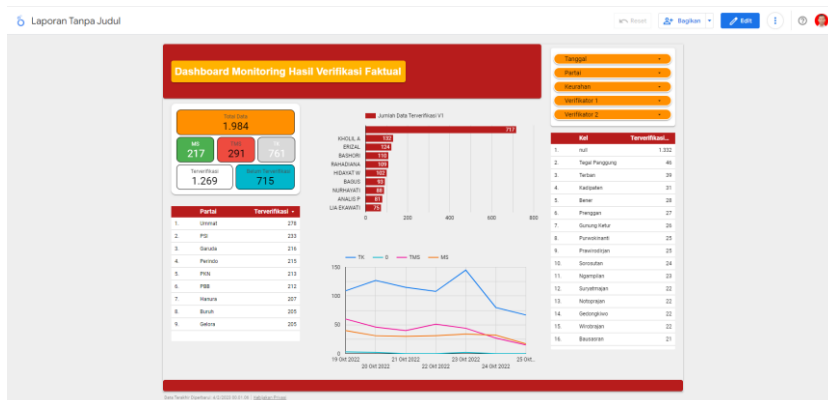 Laporan Tanpa Judul
Reset
Bagikan
Edit
Dashboard Monitoring Hasil Verifikasi Faktual
Tanggal
Partai
Keurahan
Verifikator 1
Verifikator 2
Total Data
1.984
MS
217
TMS
291
TK
761
Terverifikasi
1.269
Belum Terverifikasi
715
Partai Terverifikasi
1. Ummat 278
2. PSI 233
3. Garuda 216
4. Perindo 215
5. PKN 213
6. PBB 212
7. Hanura 207
8. Buruh 205
9. Gelora 205
Jumlah Data Terverifikasi V1
717
KHOLIL A 132
ERIZAL 124
BASHORI 110
RAHADIANA 109
HIDAYAT W 102
BAGUS 93
NURHAYATI 89
ANALIS P 81
LIA EKAWATI 75
0 200 400 600 800
TK S TMS MS
150
100
50
0
19 Okt 2022
20 Okt 2022
21 Okt 2022
22 Okt 2022
23 Okt 2022
24 Okt 2022
25 Okt...
Kel Terverifikasi...
1. null 1.332
2. Tegal Panggung 46
3. Terban 39
4. Kadipaten 31
5. Bener 28
6. Prenggan 27
7. Gunung Ketur 26
8. Purwokinanti 25
9. Prawirodirjan 25
10. Sorosutan 24
11. Ngampilan 23
12. Suryatmajan 22
13. Notoprajan 22
14. Gedongkiwo 22
15. Wirobrajan 22
16. Bausasran 21
Kebijakan Privasi